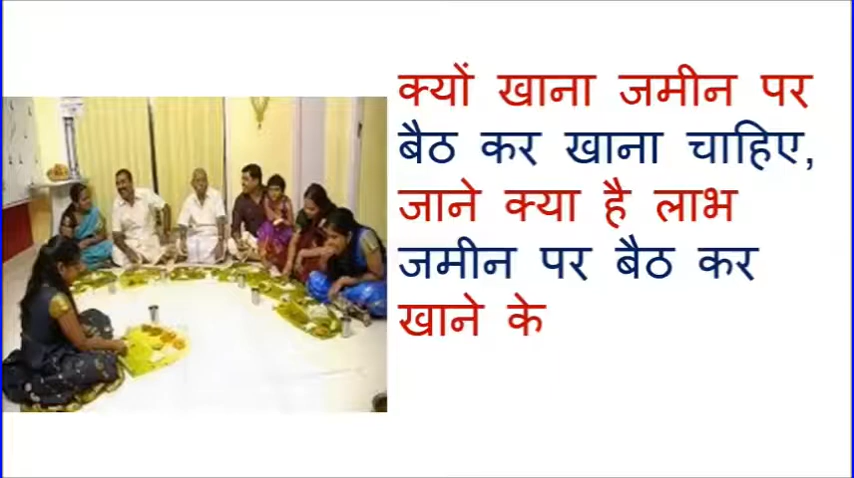 क्यों खाना जमीन पर
बैठ कर खाना चाहिए,
जाने क्या है लाभ
जमीन पर बैठ कर
खाने के